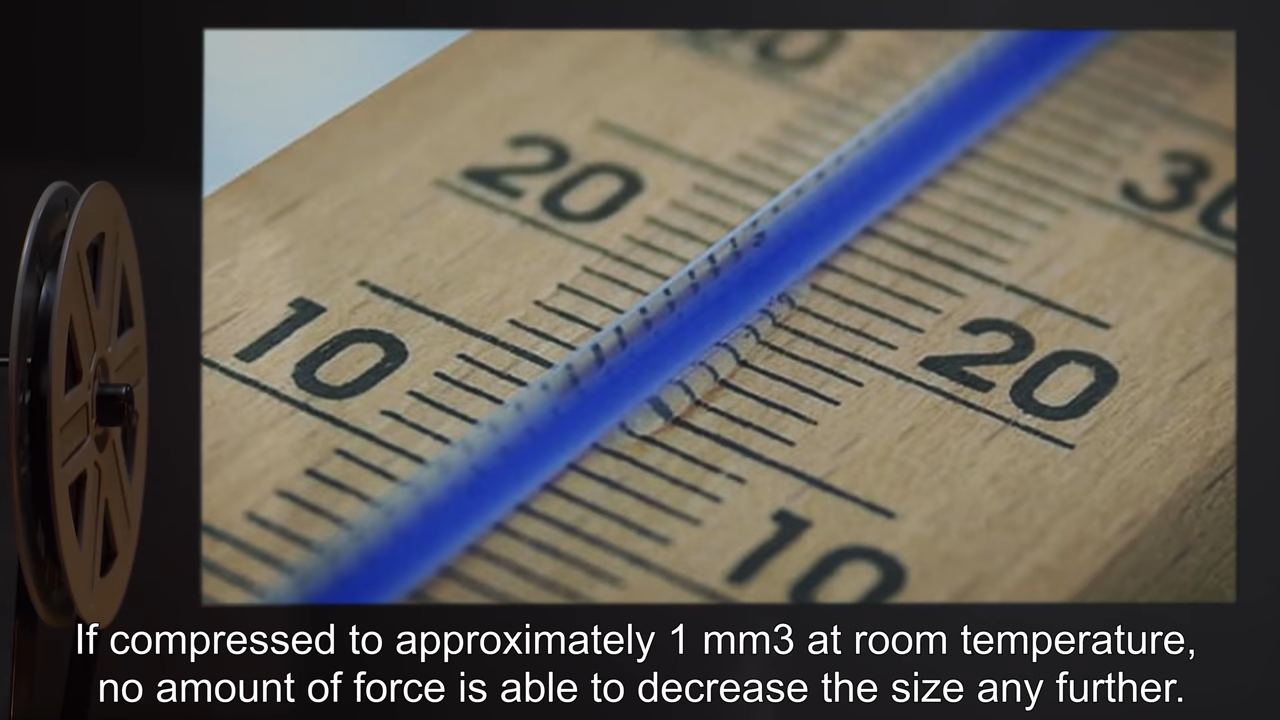 20
30
20
10
10
If compressed to approximately 1 mm3 at room temperature,
no amount of force is able to decrease the size any further.